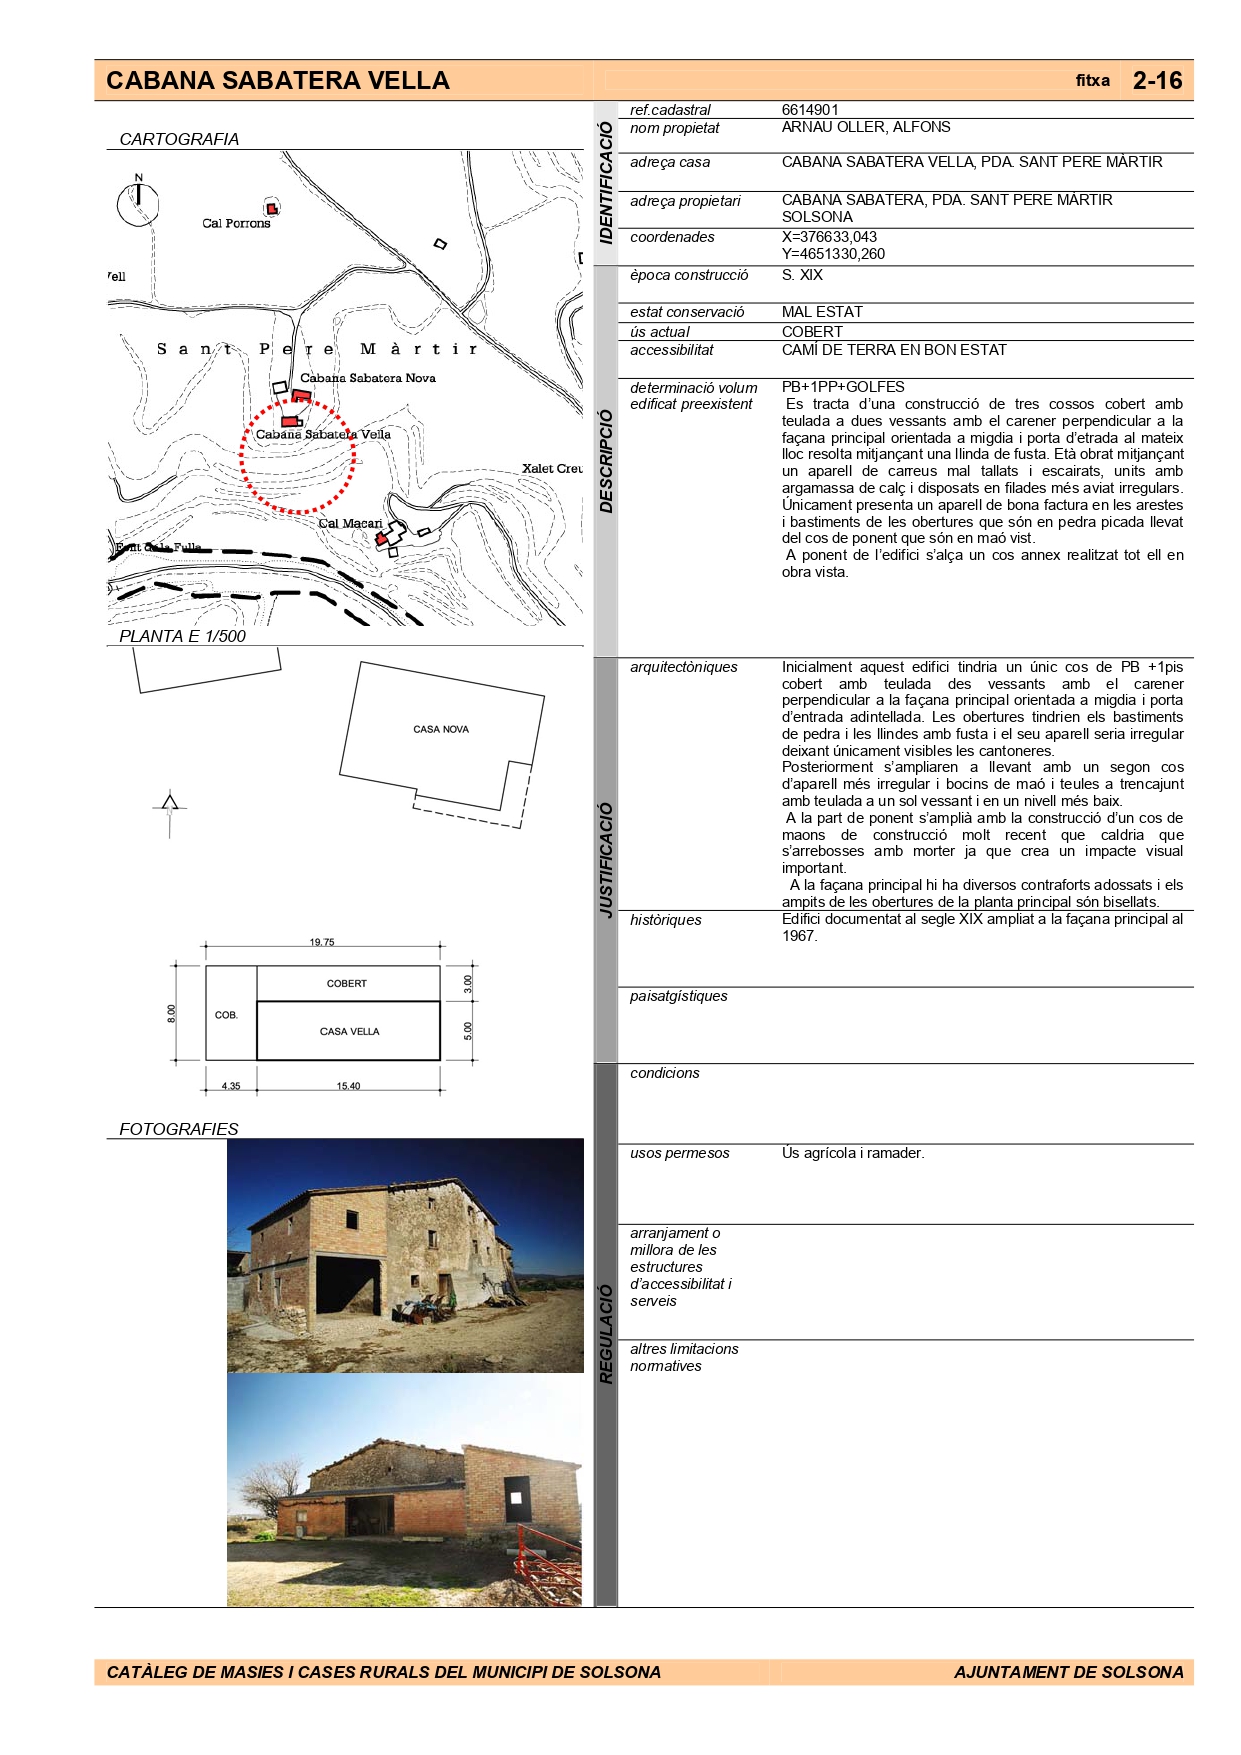 CABANA SABATERA VELLA
fitxa 2-16
CARTOGRAFIA
N
Cal Porrons
Vell
Sant Pere Màrtir
Cabana Sabatera Nova
Cabana Sabatera Vella
Xalet Creu
Cal Macari
Font de la Fulla
PLANTA E 1/500
CASA NOVA
19.75
COBERT
3.00
8.00
COB.
CASA VELLA
5.00
4.35
15.40
FOTOGRAFIES
IDENTIFICACIÓ
ref.cadastral 6614901
nom propietat ARNAU OLLER, ALFONS
adreça casa CABANA SABATERA VELLA, PDA. SANT PERE MÀRTIR
adreça propietari CABANA SABATERA, PDA. SANT PERE MÀRTIR
SOLSONA
coordenades X=376633,043
Y=4651330,260
DESCRIPCIÓ
època construcció S. XIX
estat conservació MAL ESTAT
ús actual COBERT
accessibilitat CAMÍ DE TERRA EN BON ESTAT
determinació volum
edificat preexistent
PB+1PP+GOLFES
Es tracta d’una construcció de tres cossos cobert amb
teulada a dues vessants amb el carener perpendicular a la
façana principal orientada a migdia i porta d’etrada al mateix
lloc resolta mitjançant una llinda de fusta. Età obrat mitjançant
un aparell de carreus mal tallats i escairats, units amb
argamassa de calç i disposats en filades més aviat irregulars.
Únicament presenta un aparell de bona factura en les arestes
i bastiments de les obertures que són en pedra picada llevat
del cos de ponent que són en maó vist.
A ponent de l’edifici s’alça un cos annex realitzat tot ell en
obra vista.
JUSTIFICACIÓ
arquitectòniques
Inicialment aquest edifici tindria un únic cos de PB +1pis
cobert amb teulada des vessants amb el carener
perpendicular a la façana principal orientada a migdia i porta
d’entrada adintellada. Les obertures tindrien els bastiments
de pedra i les llindes amb fusta i el seu aparell seria irregular
deixant únicament visibles les cantoneres.
Posteriorment s’ampliaren a llevant amb un segon cos
d’aparell més irregular i bocins de maó i teules a trencajunt
amb teulada a un sol vessant i en un nivell més baix.
A la part de ponent s’amplià amb la construcció d’un cos de
maons de construcció molt recent que caldria que
s’arrebosses amb morter ja que crea un impacte visual
important.
A la façana principal hi ha diversos contraforts adossats i els
ampits de les obertures de la planta principal són bisellats.
històriques
Edifici documentat al segle XIX ampliat a la façana principal al
1967.
paisatgístiques
REGULACIÓ
condicions
usos permesos Ús agrícola i ramader.
arranjament o
millora de les
estructures
d’accessibilitat i
serveis
altres limitacions
normatives
CATÀLEG DE MASIES I CASES RURALS DEL MUNICIPI DE SOLSONA
AJUNTAMENT DE SOLSONA